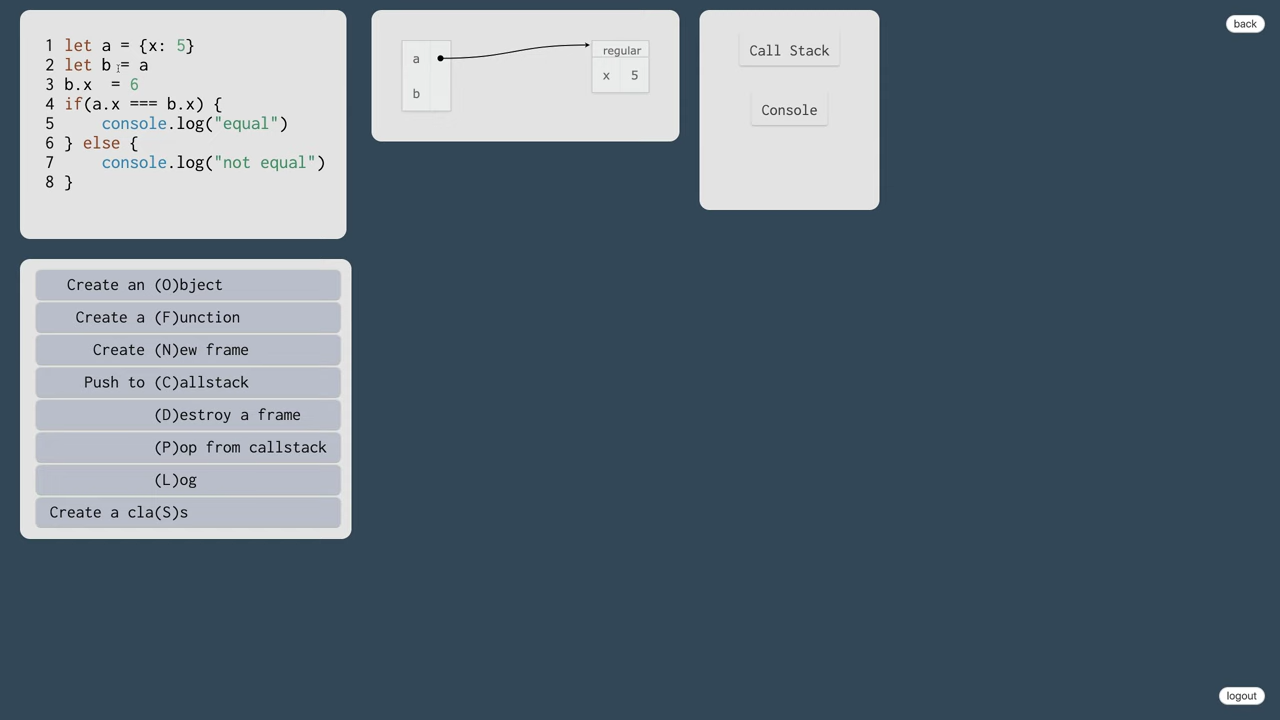 1 let a = {x: 5}
2 let b = a
3 b.x  = 6
4 if(a.x === b.x) {
5     console.log("equal")
6 } else {
7     console.log("not equal")
8 }
a
b
regular
x 5
Call Stack
Console
back
Create an (O)bject
Create a (F)unction
Create (N)ew frame
Push to (C)allstack
(D)estroy a frame
(P)op from callstack
(L)og
Create a cla(S)s
logout